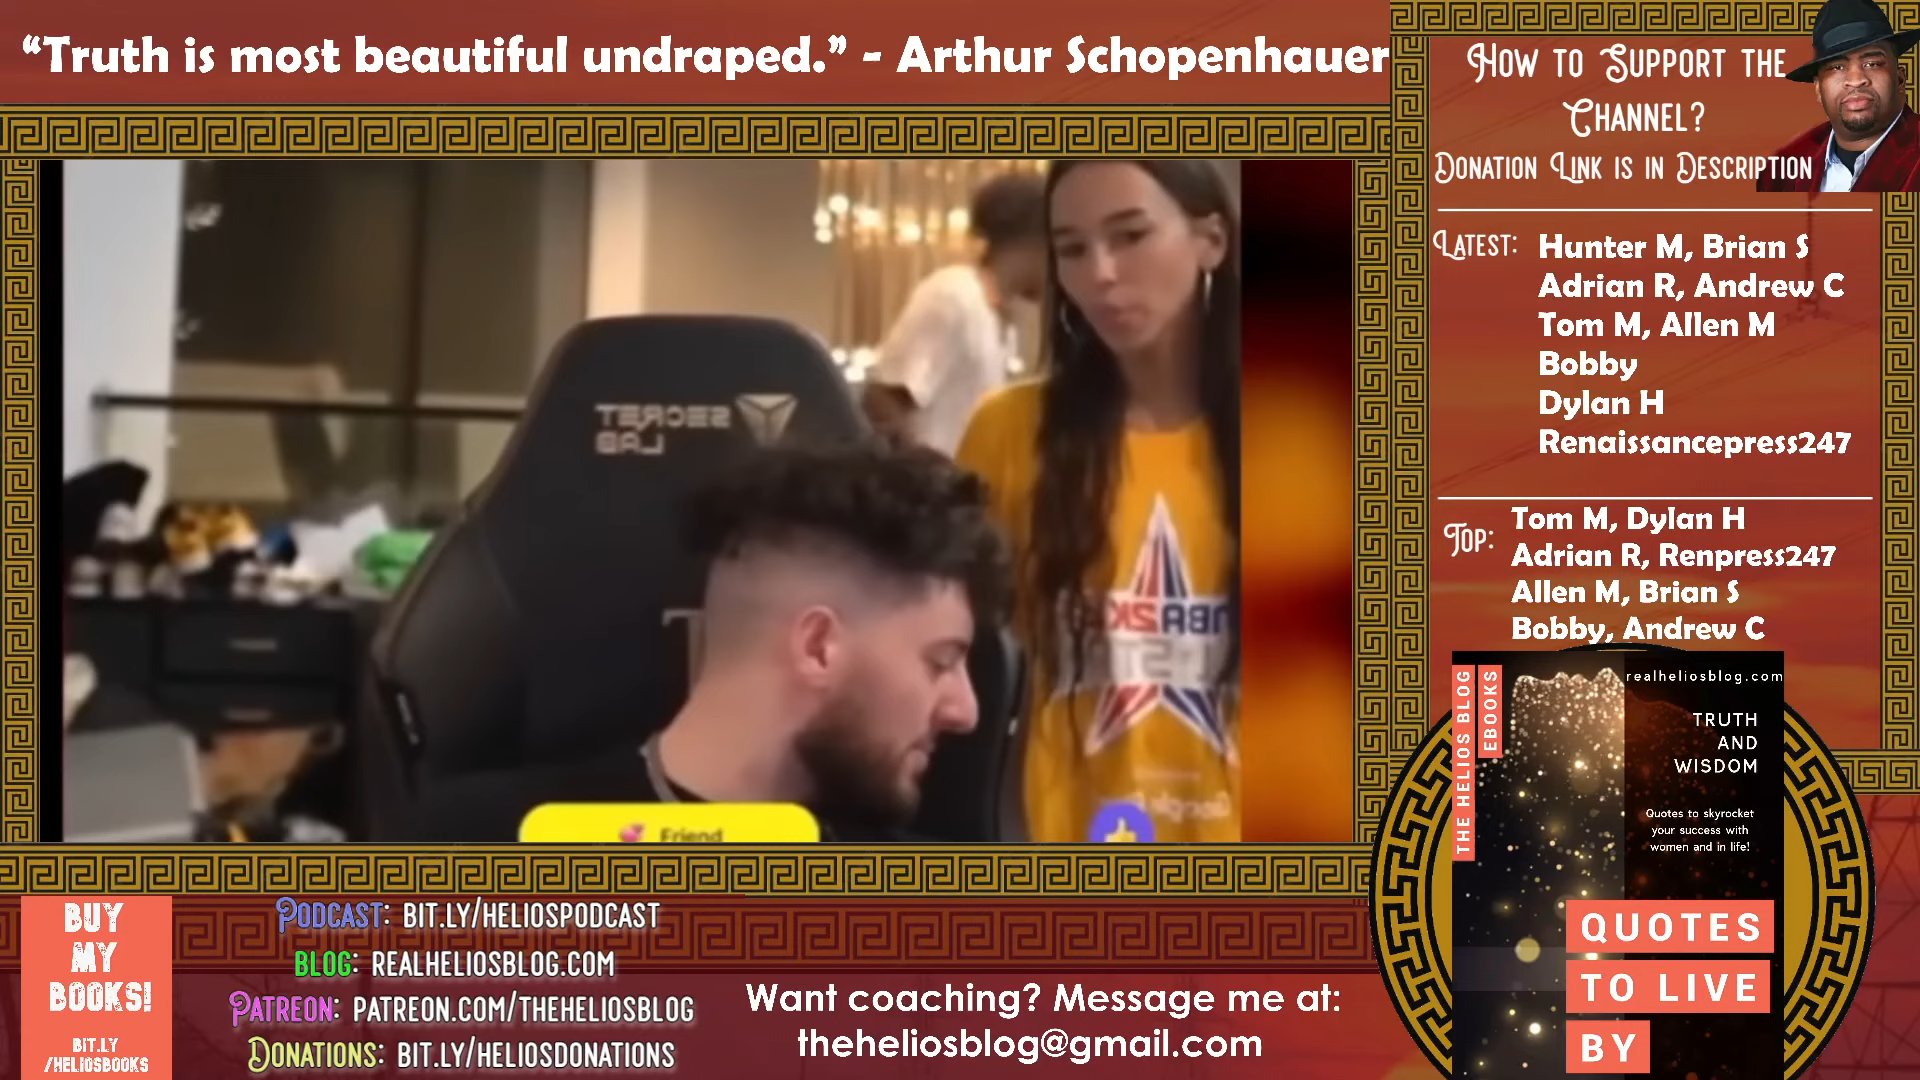 “Truth is most beautiful undraped.” - Arthur Schopenhauer
How to Support the
Channel?
Donation Link is in Description
Latest: Hunter M, Brian S
Adrian R, Andrew C
Tom M, Allen M
Bobby
Dylan H
Renaissancepress247
Top: Tom M, Dylan H
Adrian R, Renpress247
Allen M, Brian S
Bobby, Andrew C
SECRET
LAB
NBA2K
Friend
THE HELIOS BLOG
EBOOKS
realheliosblog.com
TRUTH
AND
WISDOM
Quotes to skyrocket
your success with
women and in life!
QUOTES
TO LIVE
BY
BUY
MY
BOOKS!
BIT.LY
/HELIOSBOOKS
Podcast: BIT.LY/HELIOSPODCAST
BLOG: REALHELIOSBLOG.COM
Patreon: PATREON.COM/THEHELIOSBLOG
Donations: BIT.LY/HELIOSDONATIONS
Want coaching? Message me at:
theheliosblog@gmail.com